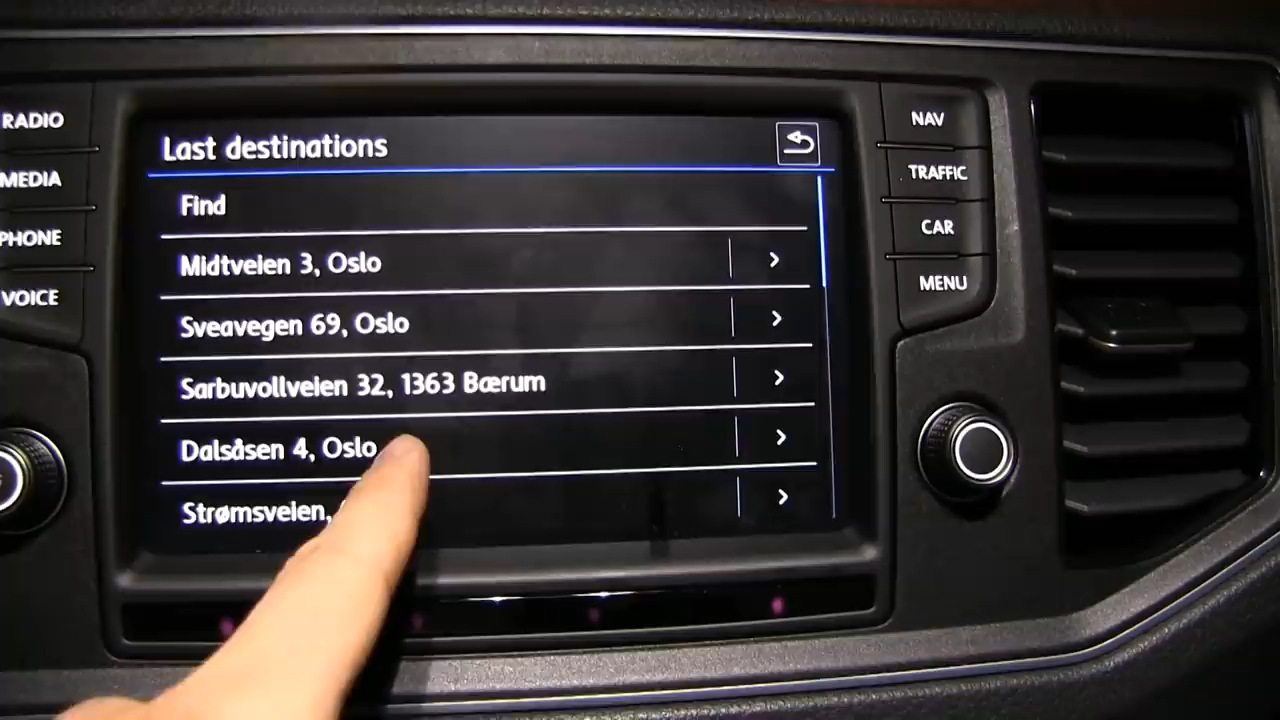 RADIO
MEDIA
PHONE
VOICE
Last destinations
Find
Midtveien 3, Oslo
Sveavegen 69, Oslo
Sarbuvollveien 32, 1363 Bærum
Dalsåsen 4, Oslo
Strømsveien,
NAV
TRAFFIC
CAR
MENU